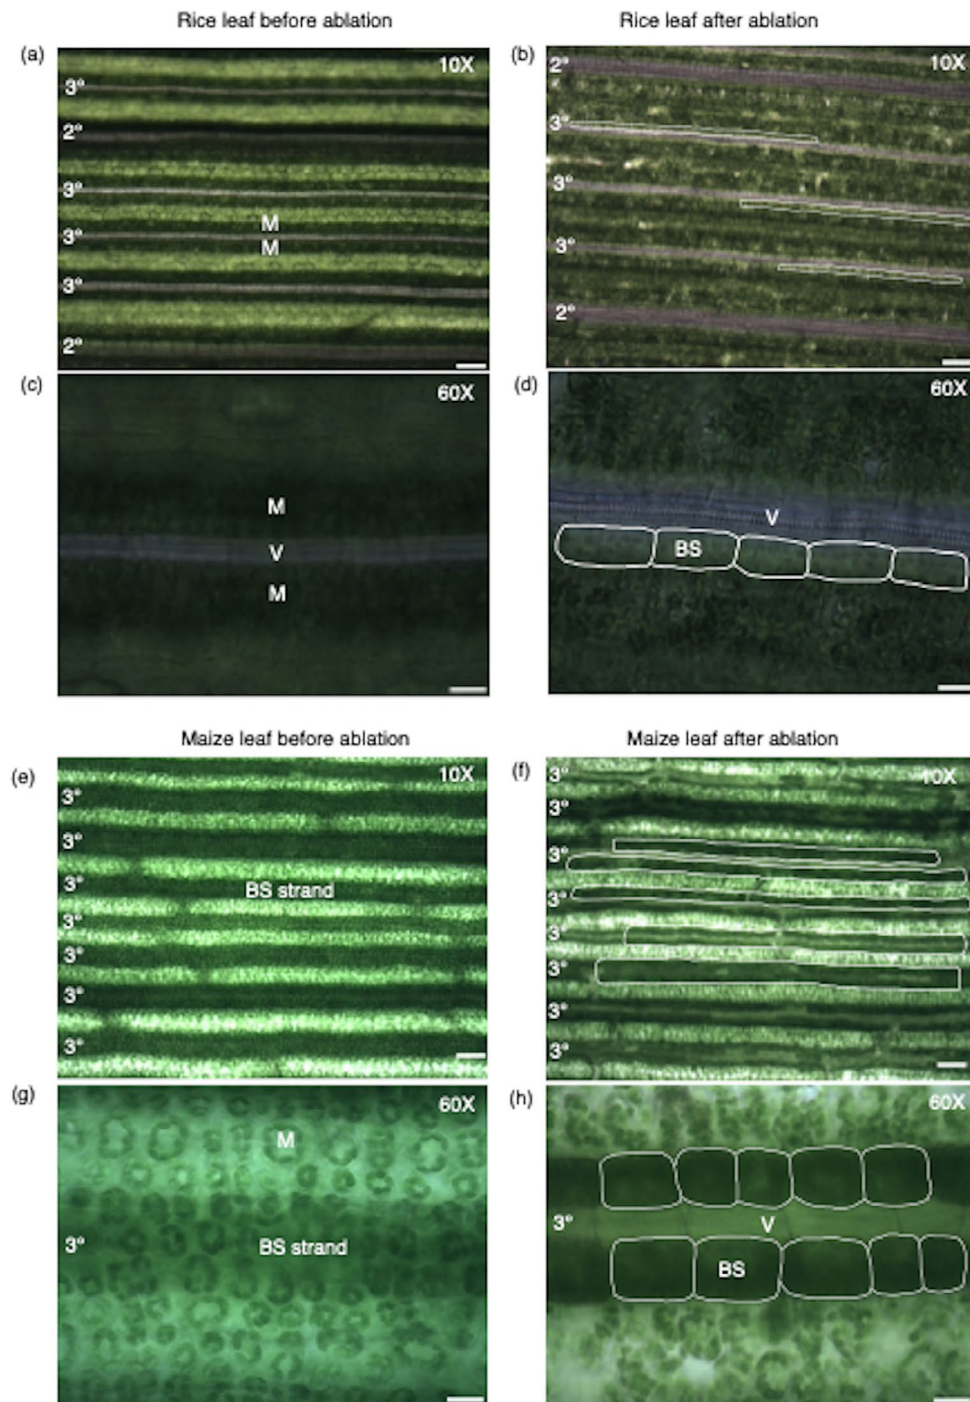 Rice leaf before ablation
Rice leaf after ablation
(a)
10X
3°
2°
3°
M
3°
M
3°
2°
(b)
10X
2°
3°
3°
3°
2°
(c)
60X
M
V
M
(d)
60X
V
BS
Maize leaf before ablation
Maize leaf after ablation
(e)
10X
3°
3°
3°
BS strand
3°
3°
3°
3°
(f)
10X
3°
3°
3°
3°
3°
3°
3°
(g)
60X
M
3°
BS strand
(h)
60X
3°
V
BS